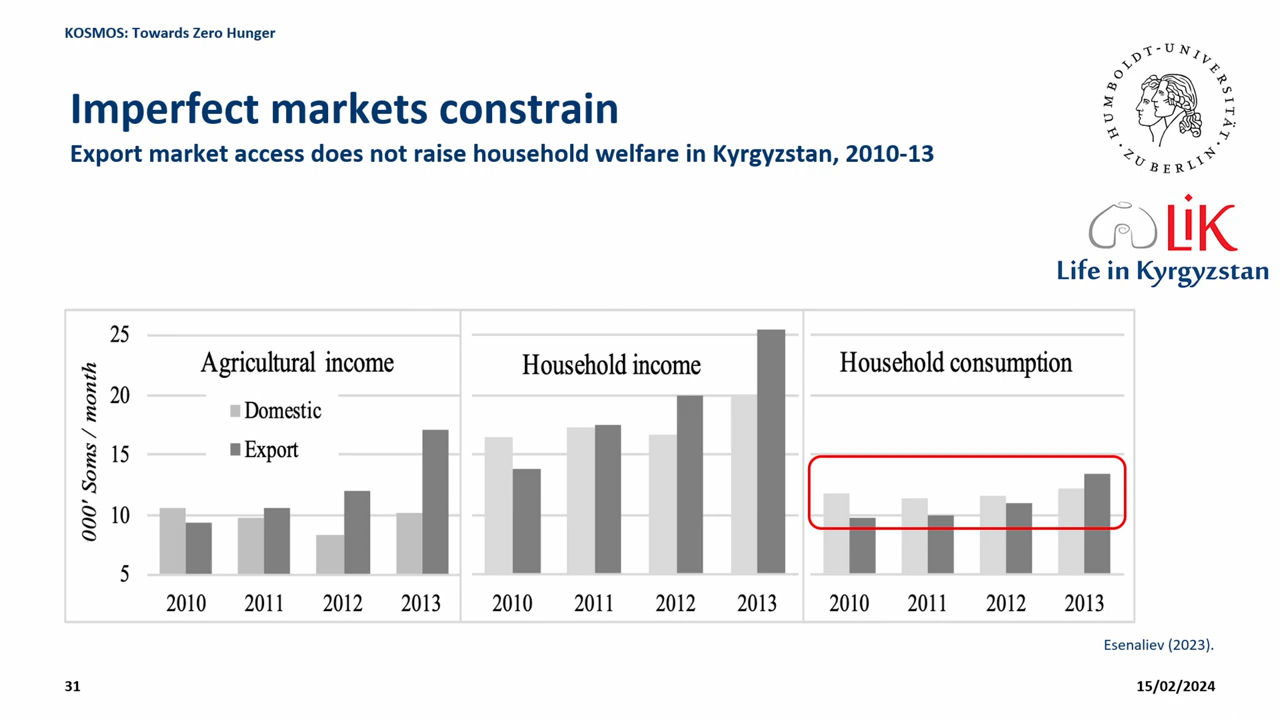 KOSMOS: Towards Zero Hunger
HUMBOLDT-UNIVERSITÄT
· ZU BERLIN ·
Imperfect markets constrain
Export market access does not raise household welfare in Kyrgyzstan, 2010-13
LiK
Life in Kyrgyzstan
000' Soms / month
25
20
15
10
5
Agricultural income
Domestic
Export
2010 2011 2012 2013
Household income
2010 2011 2012 2013
Household consumption
2010 2011 2012 2013
Esenaliev (2023).
31
15/02/2024